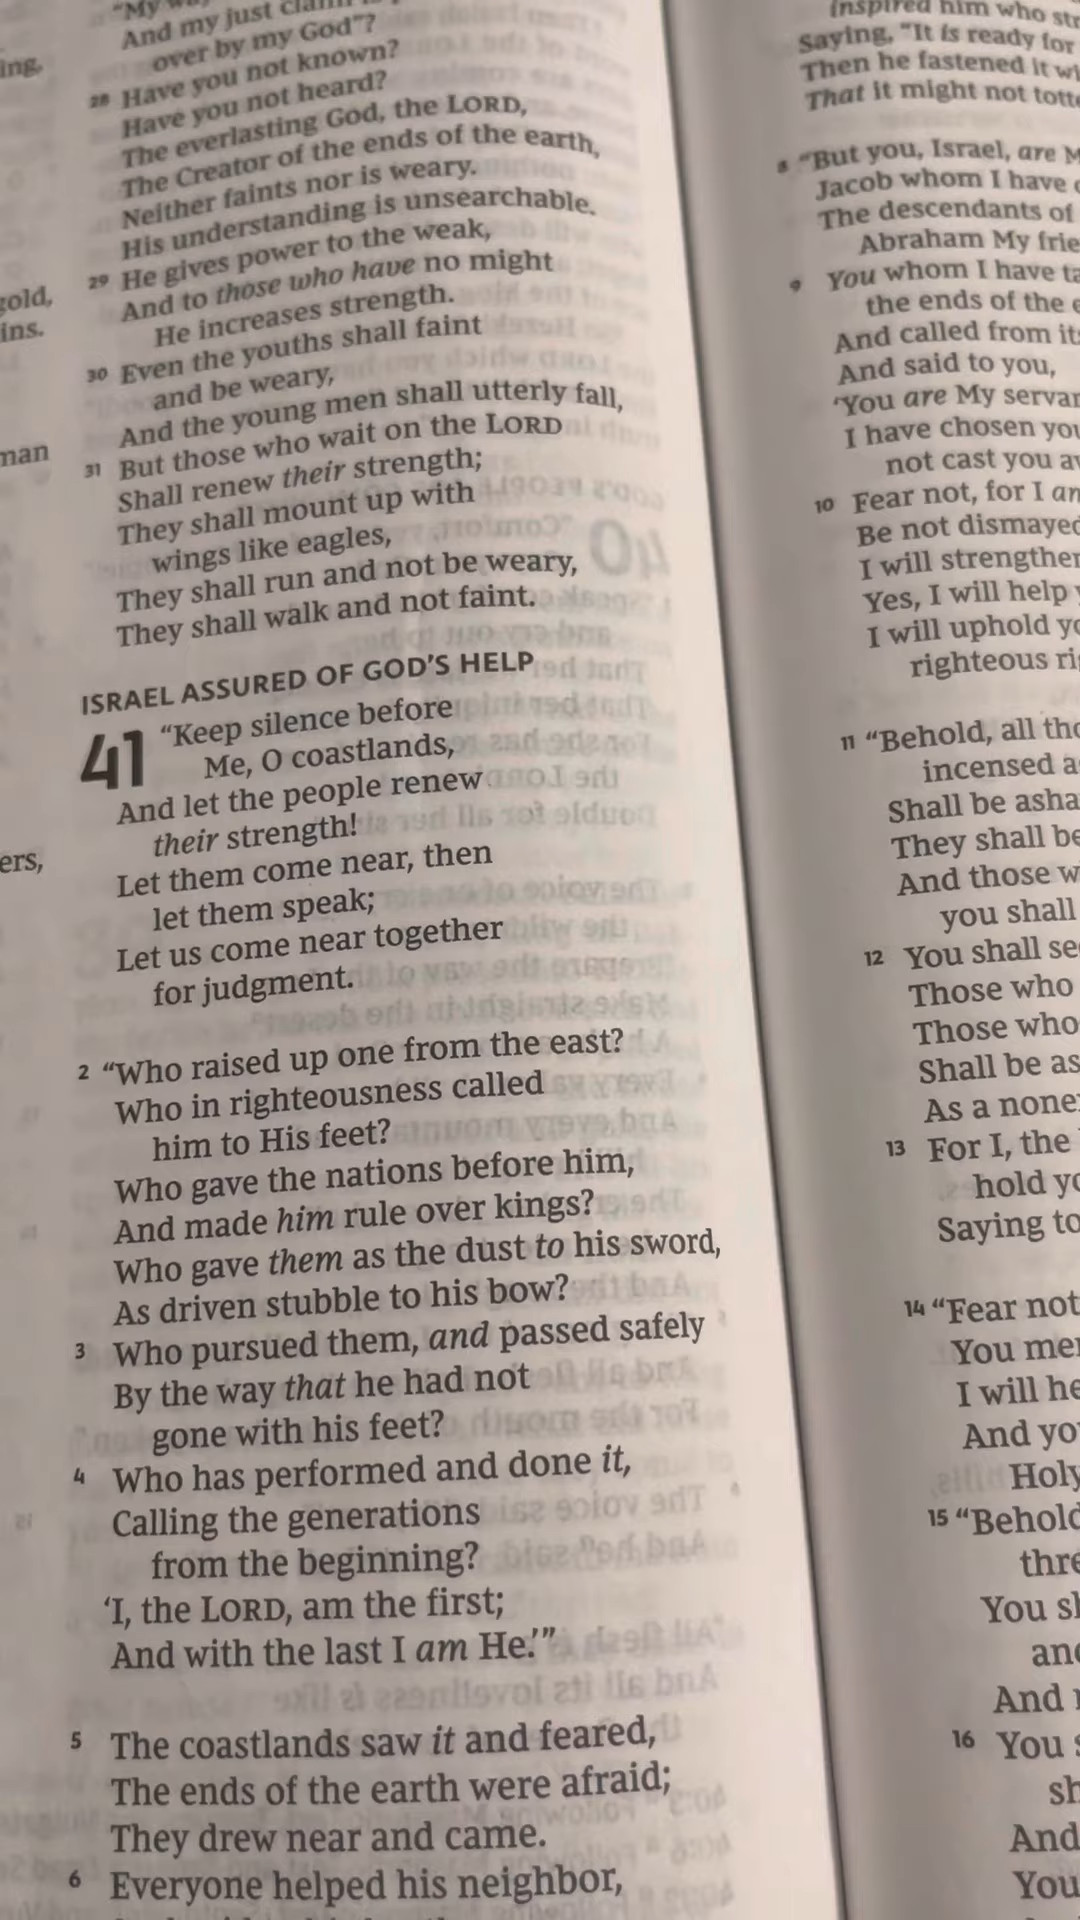 "My
And my just claim
over by my God"?
28 Have you not known?
Have you not heard?
The everlasting God, the LORD,
The Creator of the ends of the earth,
Neither faints nor is weary.
His understanding is unsearchable.
29 He gives power to the weak,
And to those who have no might
He increases strength.
30 Even the youths shall faint
and be weary,
And the young men shall utterly fall,
31 But those who wait on the LORD
Shall renew their strength;
They shall mount up with
wings like eagles,
They shall run and not be weary,
They shall walk and not faint.
ISRAEL ASSURED OF GOD'S HELP
41 "Keep silence before
Me, O coastlands,
And let the people renew
their strength!
Let them come near, then
let them speak;
Let us come near together
for judgment.
2 "Who raised up one from the east?
Who in righteousness called
him to His feet?
Who gave the nations before him,
And made him rule over kings?
Who gave them as the dust to his sword,
As driven stubble to his bow?
3 Who pursued them, and passed safely
By the way that he had not
gone with his feet?
4 Who has performed and done it,
Calling the generations
from the beginning?
'I, the LORD, am the first;
And with the last I am He.'"
5 The coastlands saw it and feared,
The ends of the earth were afraid;
They drew near and came.
6 Everyone helped his neighbor,
inspired him who
Saying, "It is ready for
Then he fastened it
That it might not
8 "But you, Israel, are
Jacob whom I have
The descendants of
Abraham My
9 You whom I have
the ends of the
And called from
And said to you,
'You are My
I have chosen
not cast you
10 Fear not, for I
Be not
I will
Yes, I will help
I will uphold
righteous
11 "Behold, all
incensed
Shall be
They shall
And those
you shall
12 You shall
Those who
Those who
Shall be
As a
13 For I, the
hold
Saying to
14 "Fear not
You
I will
And
Holy
15 "Behold
You
And
16 You
And
You
ing,
gold,
ins.
man
ers,